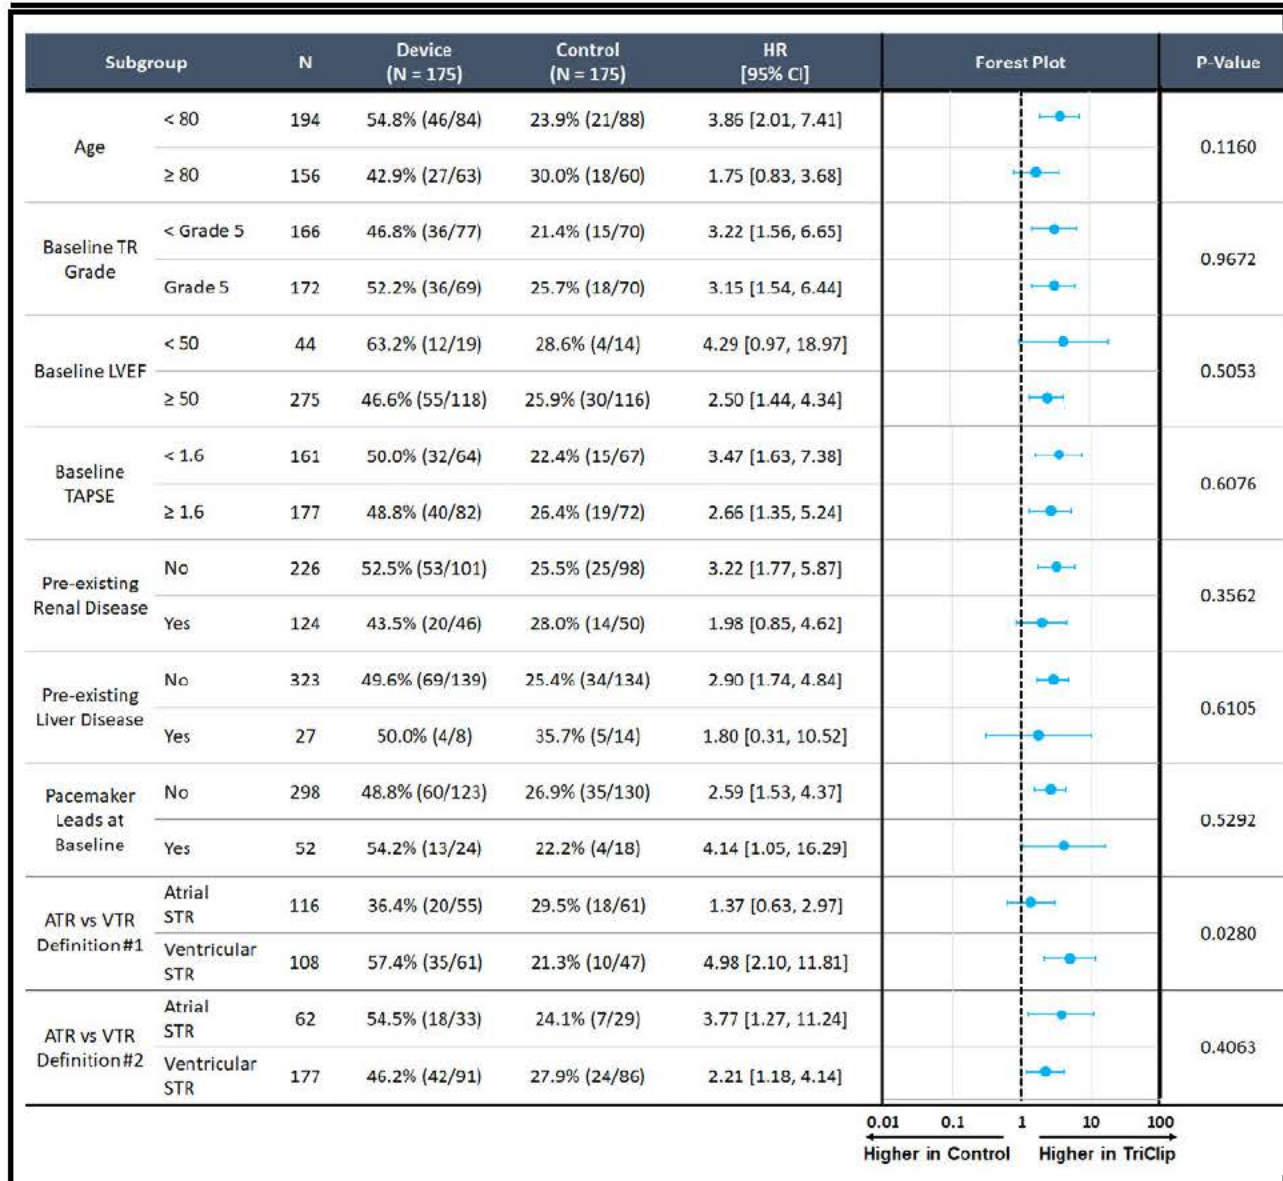 Subgroup N Device (N = 175) Control (N = 175) HR [95% CI] Forest Plot P-Value
Age
< 80 194 54.8% (46/84) 23.9% (21/88) 3.86 [2.01, 7.41]
≥ 80 156 42.9% (27/63) 30.0% (18/60) 1.75 [0.83, 3.68]
0.1160
Baseline TR
Grade
< Grade 5 166 46.8% (36/77) 21.4% (15/70) 3.22 [1.56, 6.65]
Grade 5 172 52.2% (36/69) 25.7% (18/70) 3.15 [1.54, 6.44]
0.9672
Baseline LVEF
< 50 44 63.2% (12/19) 28.6% (4/14) 4.29 [0.97, 18.97]
≥ 50 275 46.6% (55/118) 25.9% (30/116) 2.50 [1.44, 4.34]
0.5053
Baseline
TAPSE
< 1.6 161 50.0% (32/64) 22.4% (15/67) 3.47 [1.63, 7.38]
≥ 1.6 177 48.8% (40/82) 26.4% (19/72) 2.66 [1.35, 5.24]
0.6076
Pre-existing
Renal Disease
No 226 52.5% (53/101) 25.5% (25/98) 3.22 [1.77, 5.87]
Yes 124 43.5% (20/46) 28.0% (14/50) 1.98 [0.85, 4.62]
0.3562
Pre-existing
Liver Disease
No 323 49.6% (69/139) 25.4% (34/134) 2.90 [1.74, 4.84]
Yes 27 50.0% (4/8) 35.7% (5/14) 1.80 [0.31, 10.52]
0.6105
Pacemaker
Leads at
Baseline
No 298 48.8% (60/123) 26.9% (35/130) 2.59 [1.53, 4.37]
Yes 52 54.2% (13/24) 22.2% (4/18) 4.14 [1.05, 16.29]
0.5292
ATR vs VTR
Definition #1
Atrial
STR 116 36.4% (20/55) 29.5% (18/61) 1.37 [0.63, 2.97]
Ventricular
STR 108 57.4% (35/61) 21.3% (10/47) 4.98 [2.10, 11.81]
0.0280
ATR vs VTR
Definition #2
Atrial
STR 62 54.5% (18/33) 24.1% (7/29) 3.77 [1.27, 11.24]
Ventricular
STR 177 46.2% (42/91) 27.9% (24/86) 2.21 [1.18, 4.14]
0.4063
0.01 0.1 1 10 100
Higher in Control Higher in TriClip